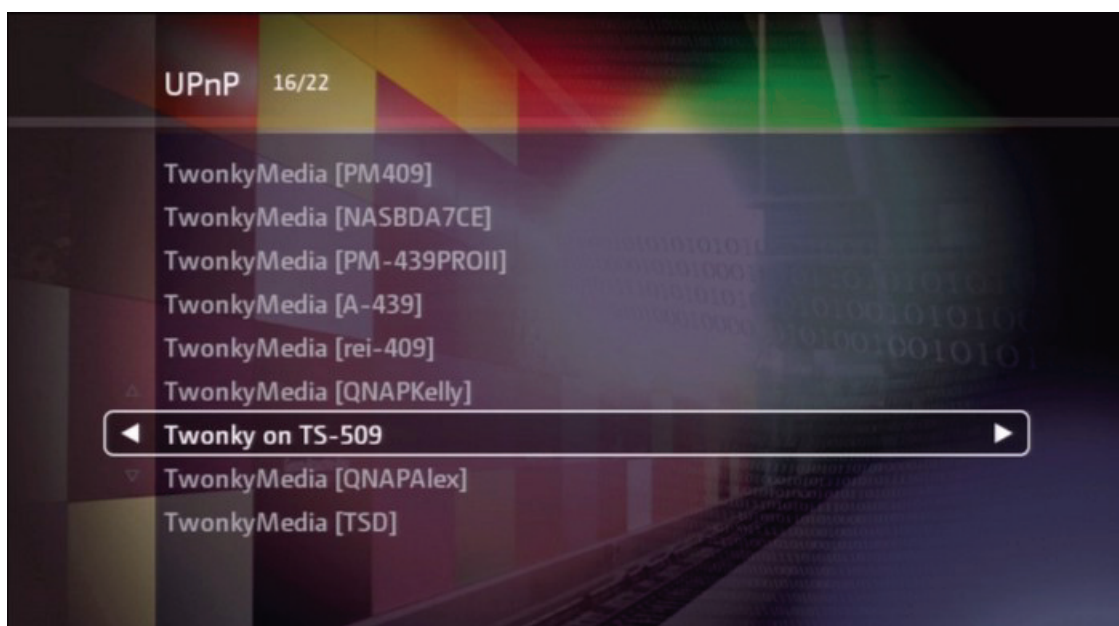 UPnP 16/22
TwonkyMedia [PM409]
TwonkyMedia [NASBDA7CE]
TwonkyMedia [PM-439PROII]
TwonkyMedia [A-439]
TwonkyMedia [rei-409]
TwonkyMedia [QNAPKelly]
Twonky on TS-509
TwonkyMedia [QNAPAlex]
TwonkyMedia [TSD]